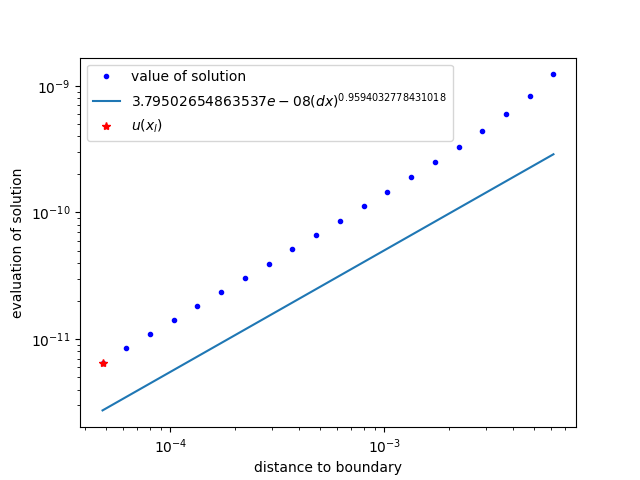 value of solution
3.79502654863537e − 08(dx)^0.9594032778431018
u(x_l)
10^−9
10^−10
10^−11
evaluation of solution
10^−4
10^−3
distance to boundary